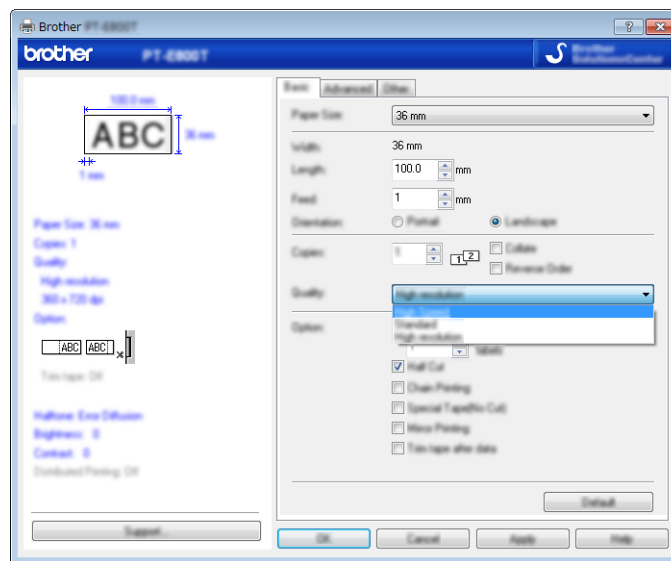 Brother PT-E800T
brother PT-E800T
Brother
SolutionsCenter
Basic Advanced Other
100.0 mm
ABC
36 mm
1 mm
Paper Size: 36 mm
Width: 36 mm
Length: 100.0 mm
Feed: 1 mm
Orientation: Portrait Landscape
Paper Size: 36 mm
Copies: 1
Quality:
High resolution
360 x 720 dpi
Option:
ABC ABC
Trim tape: Off
Halftone: Error Diffusion
Brightness: 0
Contrast: 0
Distributed Printing: Off
Copies: 1 1 2 Collate
Reverse Order
Quality: High resolution
High Speed
Standard
High resolution
Option:
1 labels
Half Cut
Chain Printing
Special Tape(No Cut)
Mirror Printing
Trim tape after data
Default
Support...
OK Cancel Apply Help